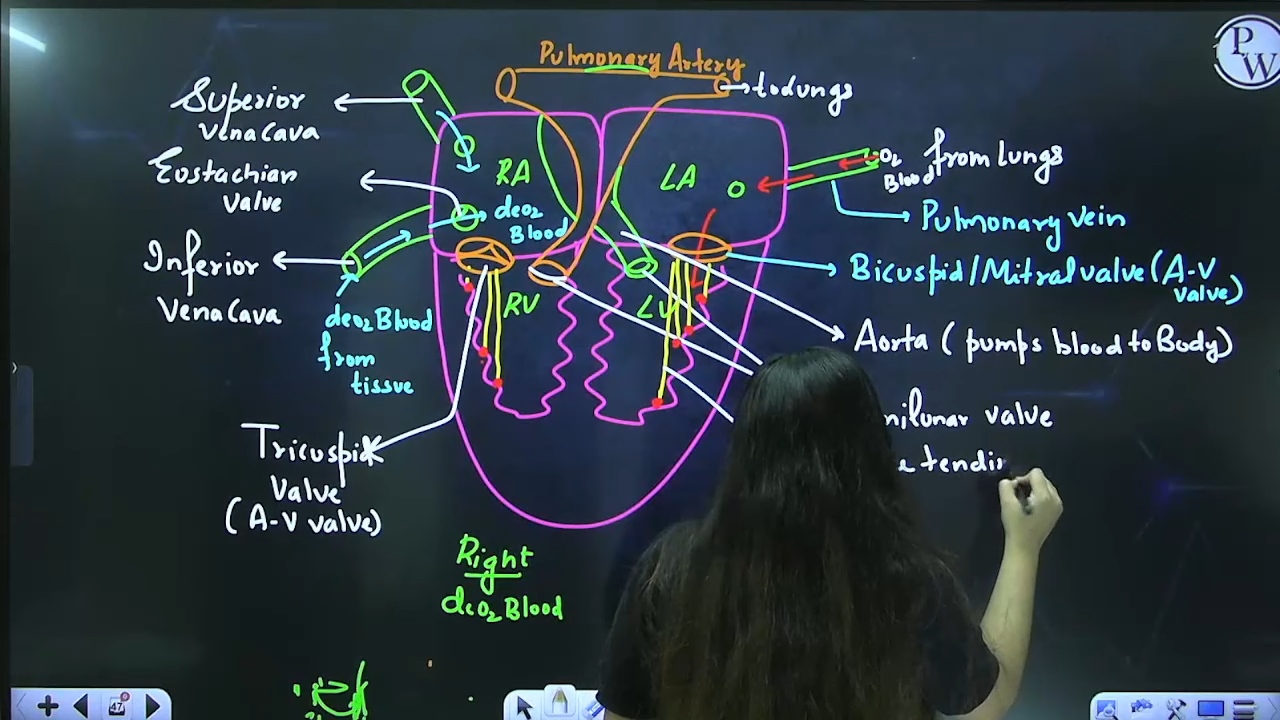 Pulmonary Artery
PW
Superior
vena Cava
to Lungs
Eustachian
valve
RA
LA
deo2
Blood
O2
Blood
from Lungs
Pulmonary vein
Inferior
Vena Cava
Bicuspid/Mitral valve (A-V
valve)
deo2 Blood
from
tissue
RV
Aorta (pumps blood to Body)
Tricuspid
Valve
(A-V valve)
valve
Right
deo2 Blood
47